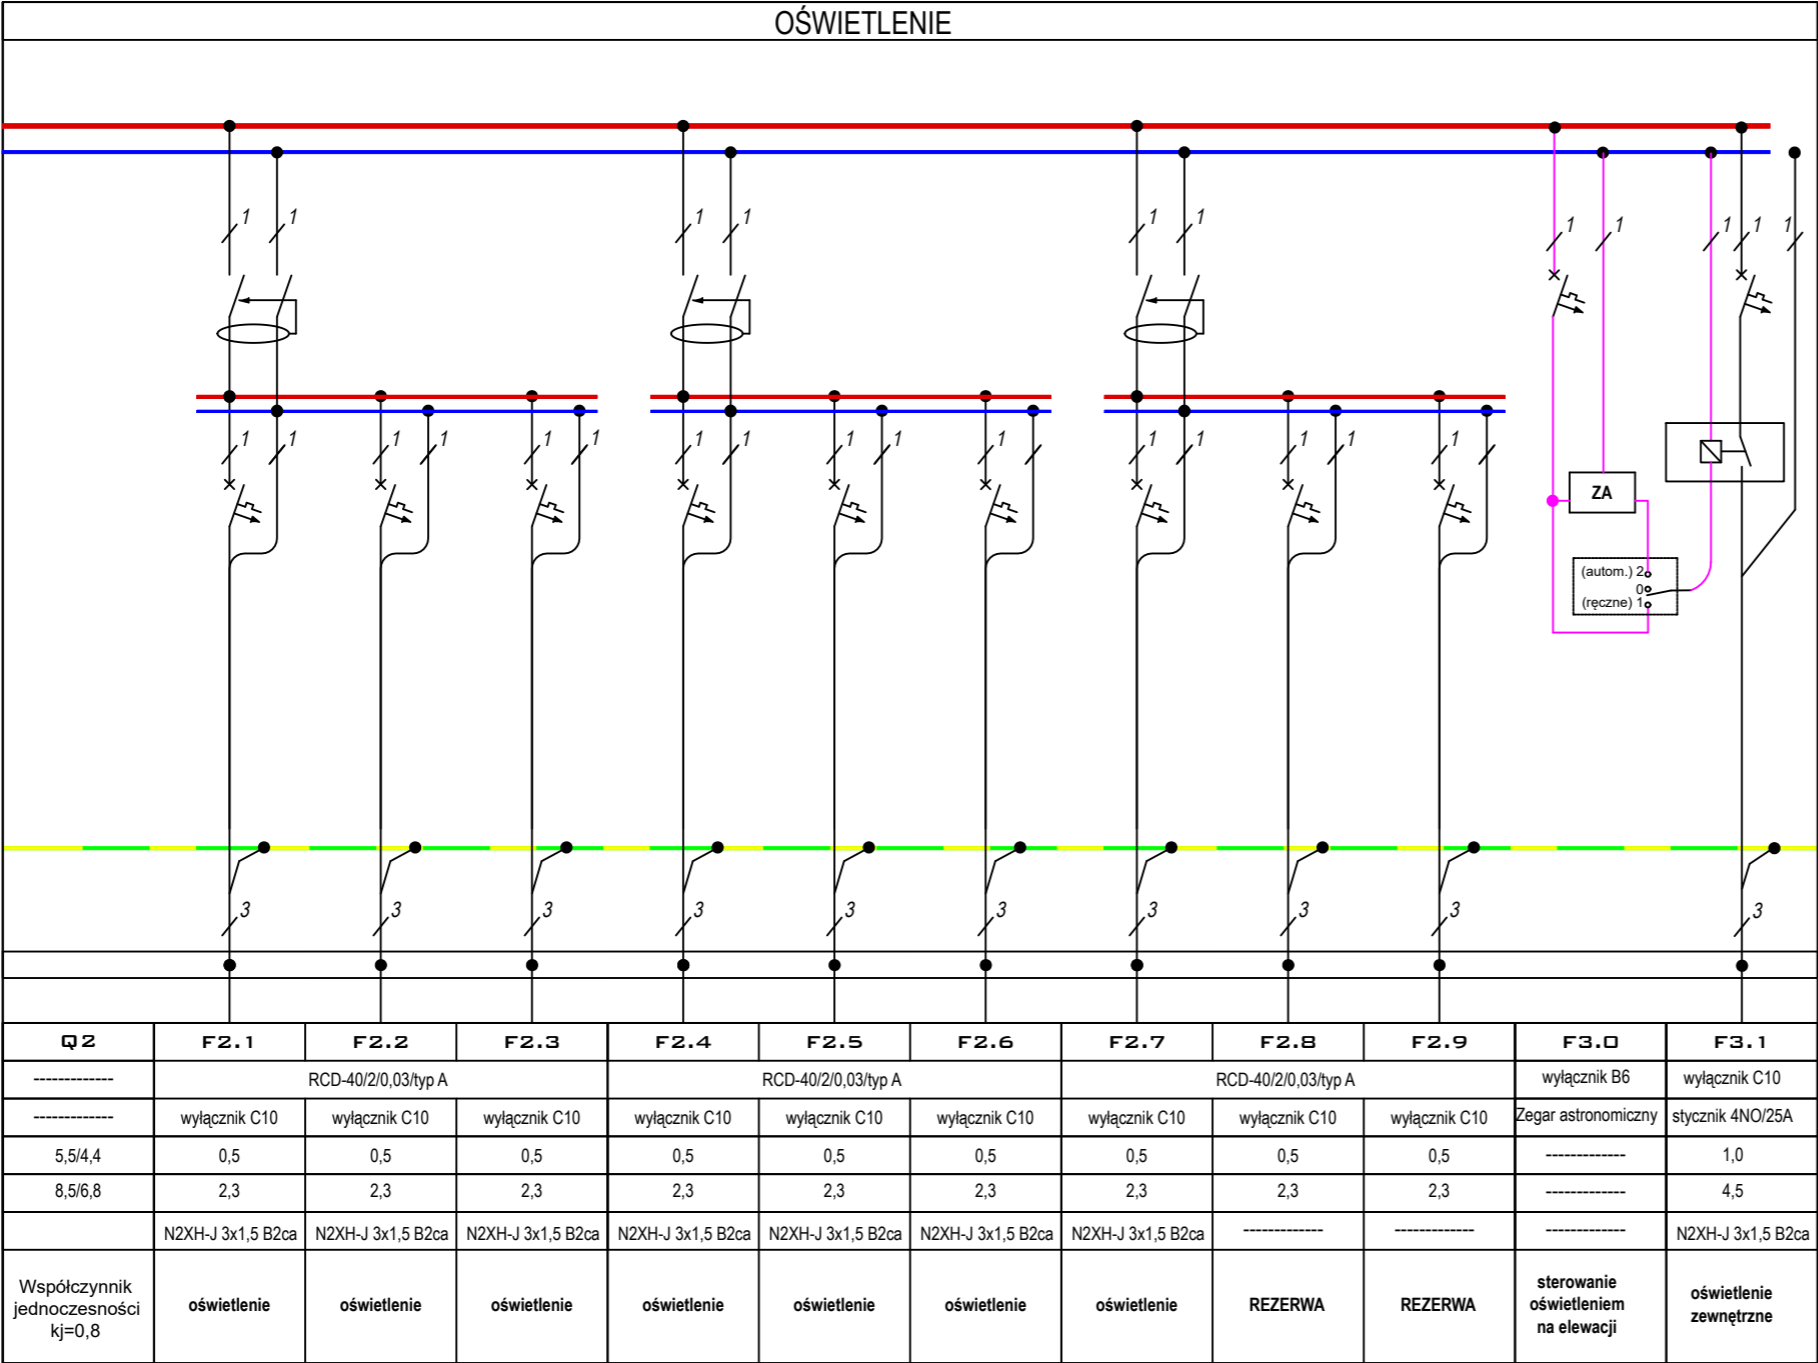 OŚWIETLENIE
1 1 1 1 1 1 1 1 1 1 1
1 1 1 1 1 1 1 1 1 1 1 1 1 1 1 1
ZA
(autom.) 2
0
(ręczne) 1
3 3 3 3 3 3 3 3 3 3
Q2 F2.1 F2.2 F2.3 F2.4 F2.5 F2.6 F2.7 F2.8 F2.9 F3.0 F3.1
------------- RCD-40/2/0,03/typ A RCD-40/2/0,03/typ A RCD-40/2/0,03/typ A wyłącznik B6 wyłącznik C10
------------- wyłącznik C10 wyłącznik C10 wyłącznik C10 wyłącznik C10 wyłącznik C10 wyłącznik C10 wyłącznik C10 wyłącznik C10 wyłącznik C10 Zegar astronomiczny stycznik 4NO/25A
5,5/4,4 0,5 0,5 0,5 0,5 0,5 0,5 0,5 0,5 0,5 ------------- 1,0
8,5/6,8 2,3 2,3 2,3 2,3 2,3 2,3 2,3 2,3 2,3 ------------- 4,5
N2XH-J 3x1,5 B2ca N2XH-J 3x1,5 B2ca N2XH-J 3x1,5 B2ca N2XH-J 3x1,5 B2ca N2XH-J 3x1,5 B2ca N2XH-J 3x1,5 B2ca N2XH-J 3x1,5 B2ca ------------- ------------- ------------- N2XH-J 3x1,5 B2ca
Współczynnik
jednoczesności
kj=0,8
oświetlenie oświetlenie oświetlenie oświetlenie oświetlenie oświetlenie oświetlenie REZERWA REZERWA
sterowanie
oświetleniem
na elewacji
oświetlenie
zewnętrzne